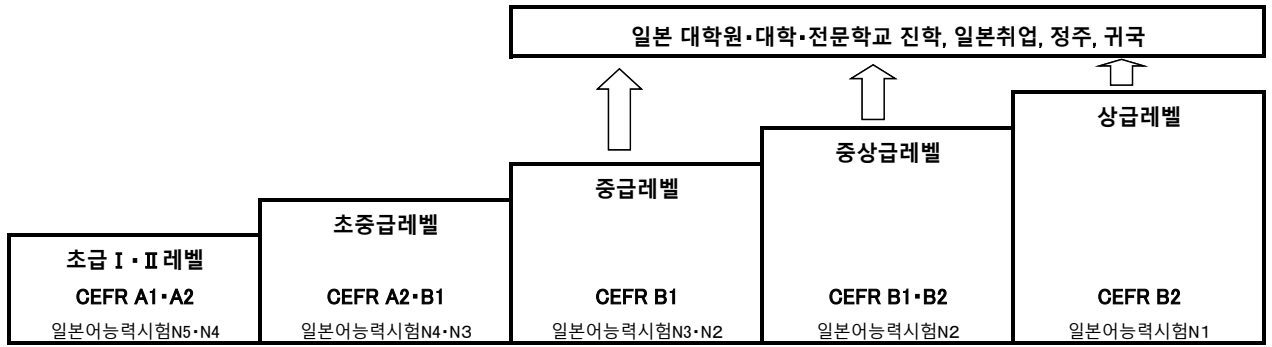 일본 대학원▪대학▪전문학교 진학, 일본취업, 정주, 귀국
초급Ⅰ▪Ⅱ레벨
CEFR A1▪A2
일본어능력시험N5▪N4
초중급레벨
CEFR A2▪B1
일본어능력시험N4▪N3
중급레벨
CEFR B1
일본어능력시험N3▪N2
중상급레벨
CEFR B1▪B2
일본어능력시험N2
상급레벨
CEFR B2
일본어능력시험N1